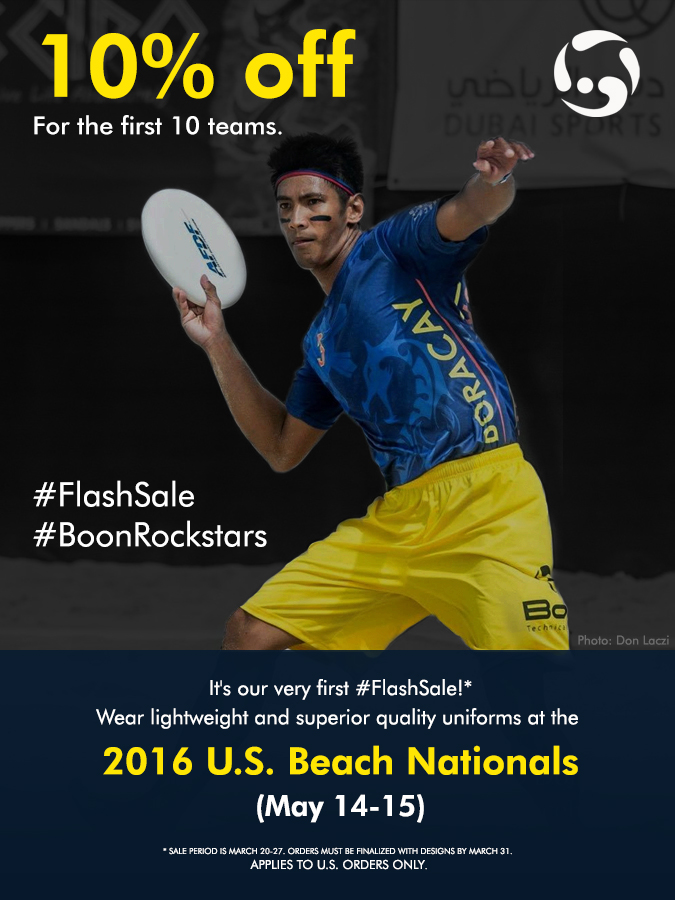 10% off
For the first 10 teams.
دبي الرياضية
DUBAI SPORTS
AFDF
BORACAY
#FlashSale
#BoonRockstars
Bo
Photo: Don Laczi
It's our very first #FlashSale!*
Wear lightweight and superior quality uniforms at the
2016 U.S. Beach Nationals
(May 14-15)
* SALE PERIOD IS MARCH 20-27. ORDERS MUST BE FINALIZED WITH DESIGNS BY MARCH 31.
APPLIES TO U.S. ORDERS ONLY.